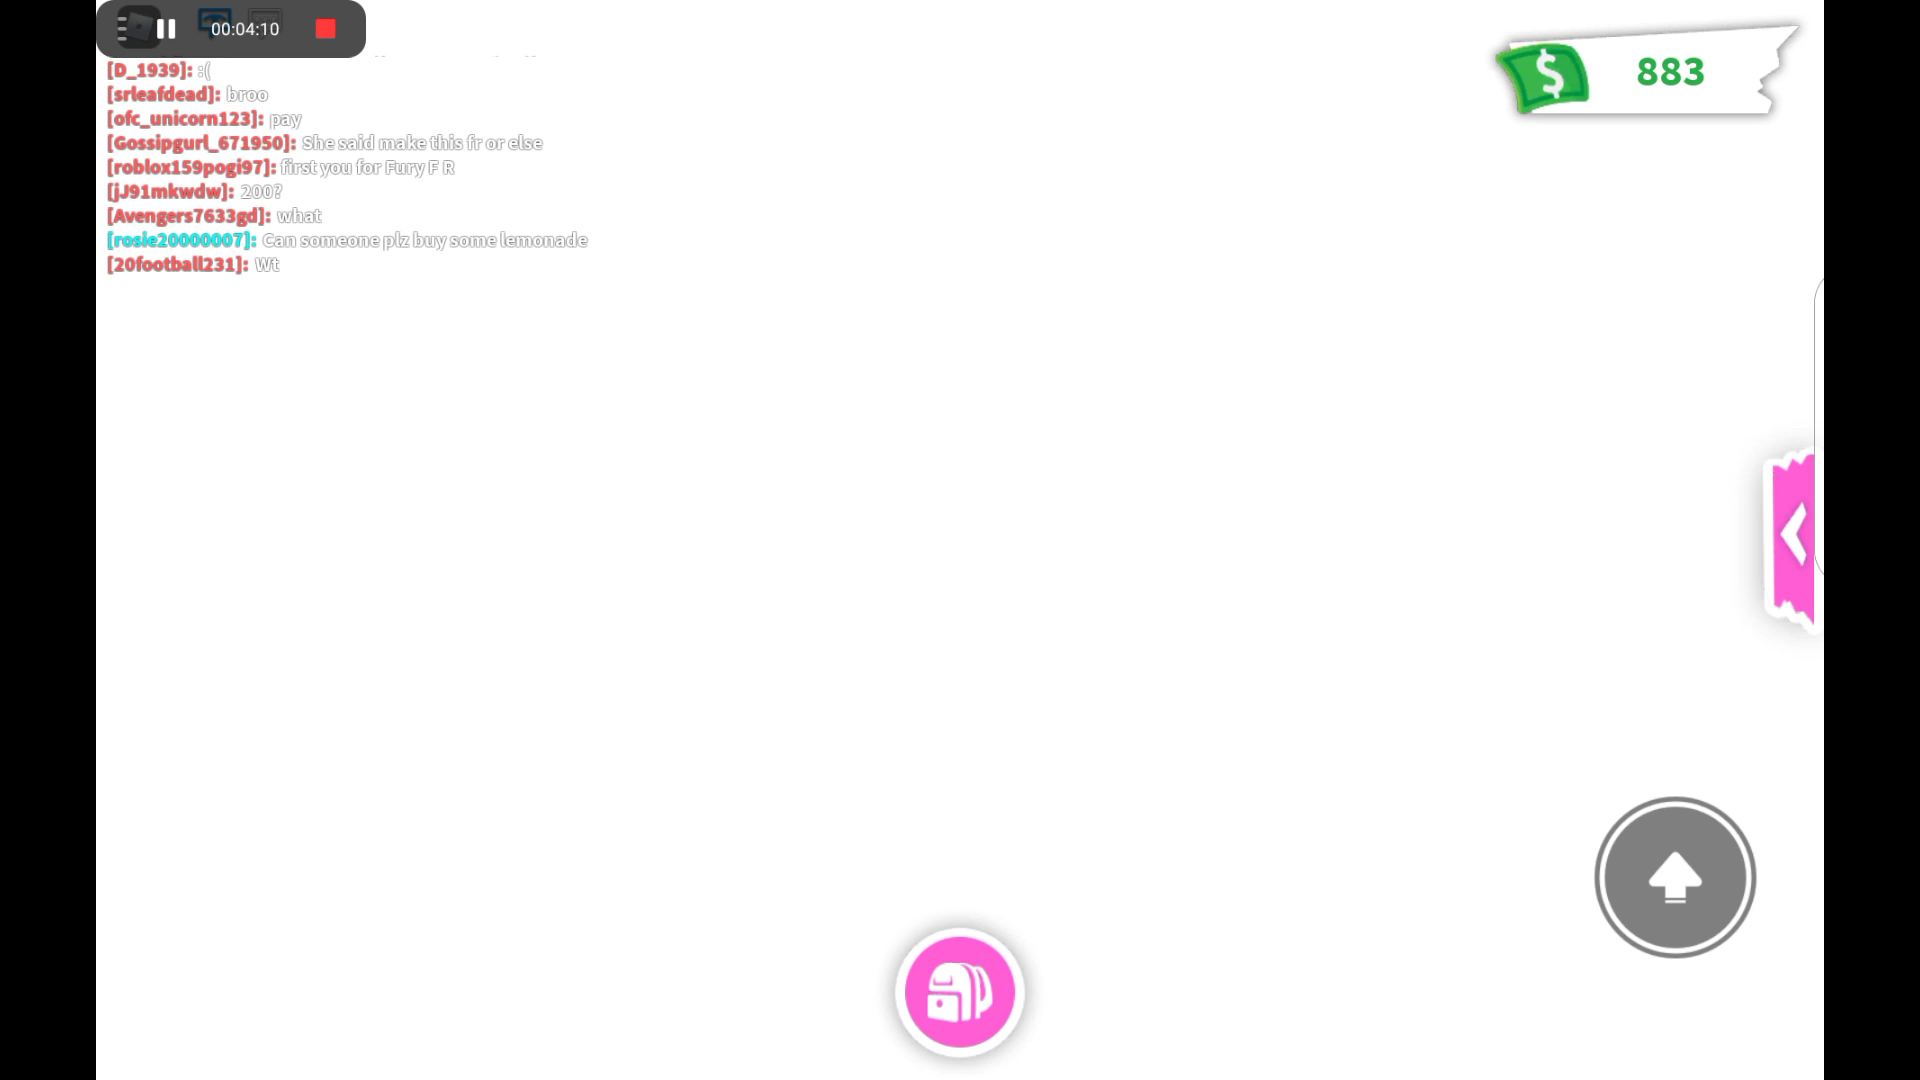 00:04:10
[D_1939]: :(
[srleafdead]: broo
[ofc_unicorn123]: pay
[Gossipgurl_671950]: She said make this fr or else
[roblox159pogi97]: first you for Fury F R
[jJ91mkwdw]: 200?
[Avengers7633gd]: what
[rosie20000007]: Can someone plz buy some lemonade
[20football231]: Wt
$ 883